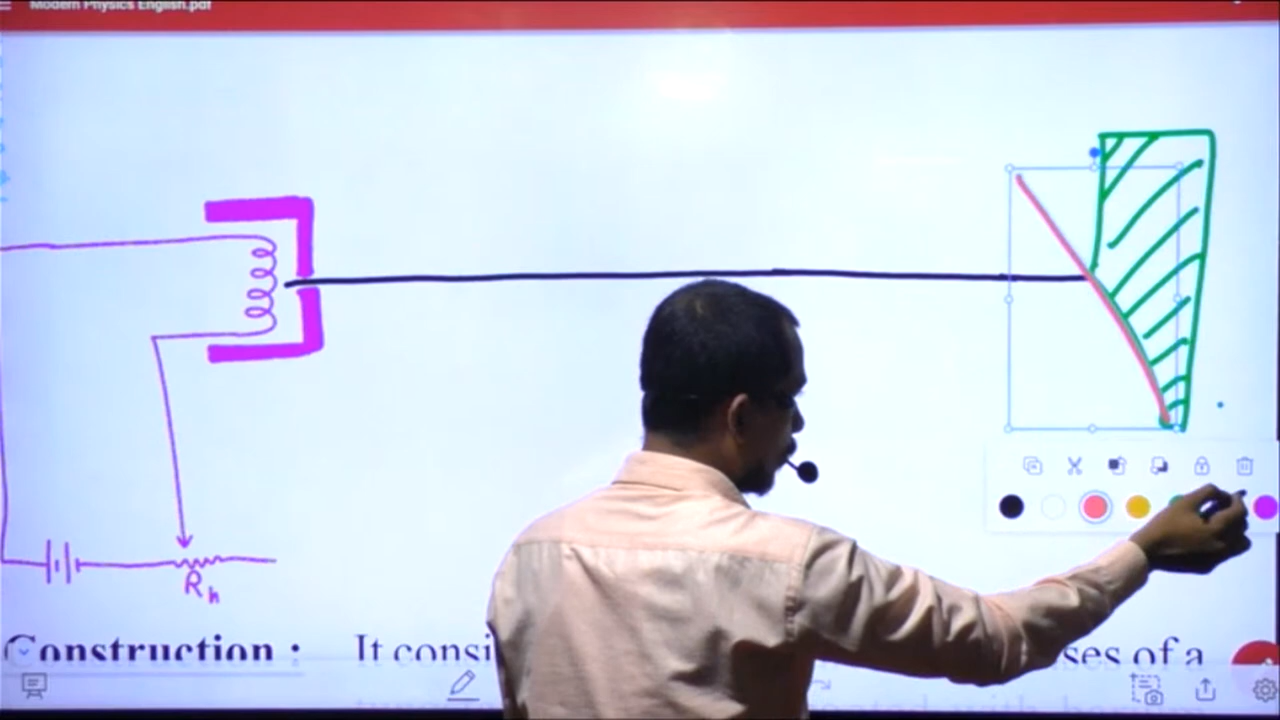 Modern Physics English.pdf
Rh
Construction : It consi ses of a